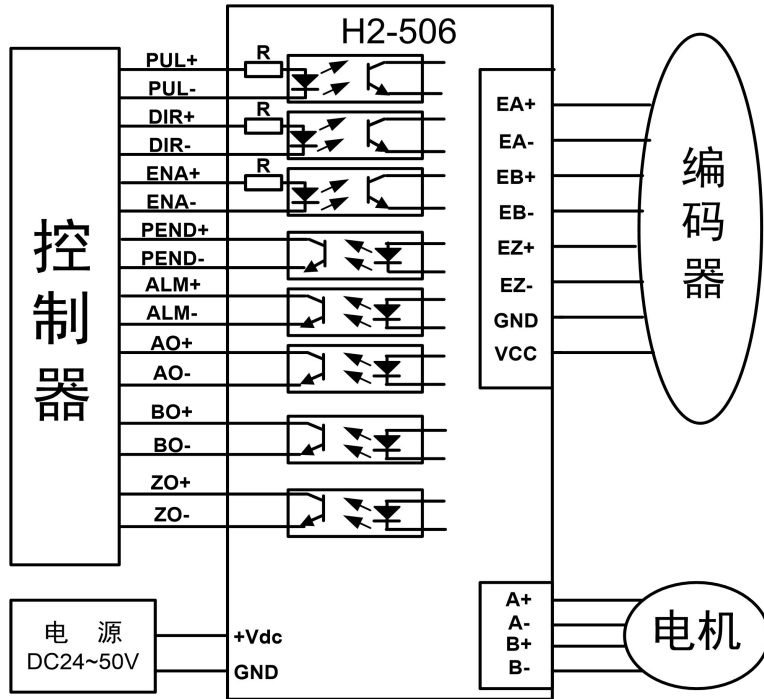 H2-506
控制器
PUL+
R
PUL-
DIR+
R
DIR-
ENA+
R
ENA-
PEND+
PEND-
ALM+
ALM-
AO+
AO-
BO+
BO-
ZO+
ZO-
EA+
EA-
EB+
EB-
EZ+
EZ-
GND
VCC
编码器
电 源
DC24~50V
+Vdc
GND
A+
A-
B+
B-
电机